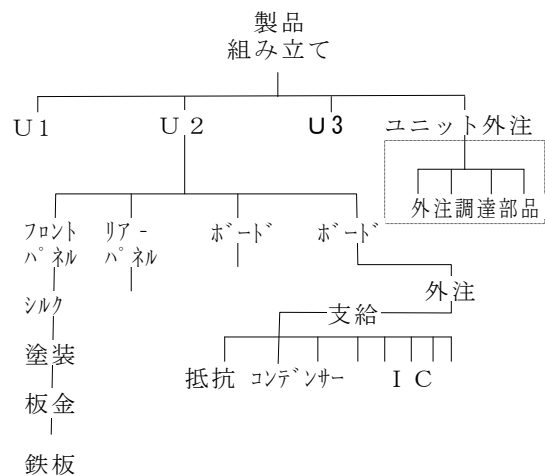 製品
組み立て
U1 U2 U3 ユニット外注
外注調達部品
フロント リアー ボード ボード
パネル パネル
シルク 外注
支給
塗装
抵抗 コンデンサー IC
板金
鉄板